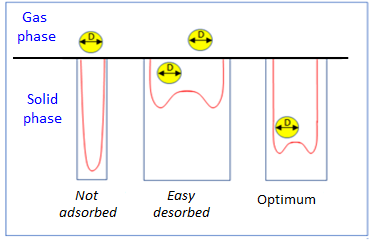 Gas
phase
D
D
D
Solid
phase
D
Not
adsorbed
Easy
desorbed
Optimum